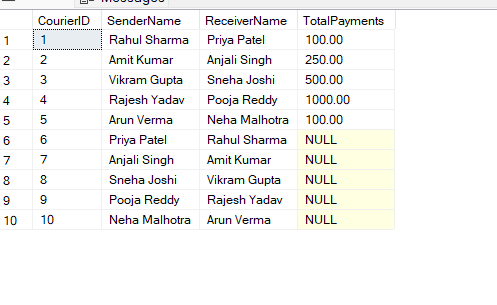 Messages
CourierID SenderName ReceiverName TotalPayments
1 1 Rahul Sharma Priya Patel 100.00
2 2 Amit Kumar Anjali Singh 250.00
3 3 Vikram Gupta Sneha Joshi 500.00
4 4 Rajesh Yadav Pooja Reddy 1000.00
5 5 Arun Verma Neha Malhotra 100.00
6 6 Priya Patel Rahul Sharma NULL
7 7 Anjali Singh Amit Kumar NULL
8 8 Sneha Joshi Vikram Gupta NULL
9 9 Pooja Reddy Rajesh Yadav NULL
10 10 Neha Malhotra Arun Verma NULL